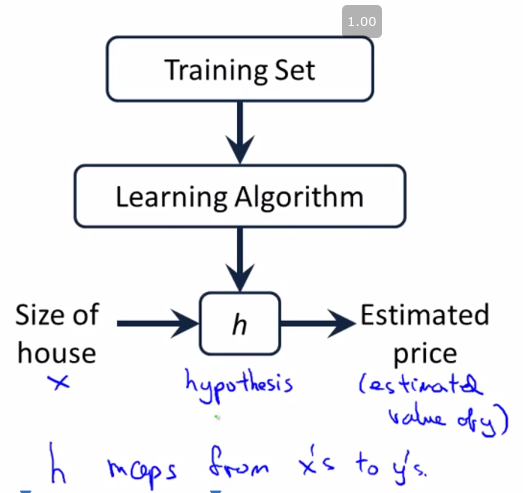 1.00
Training Set
Learning Algorithm
Size of house
h
Estimated price
x
hypothesis
(estimated value of y)
h maps from x's to y's.